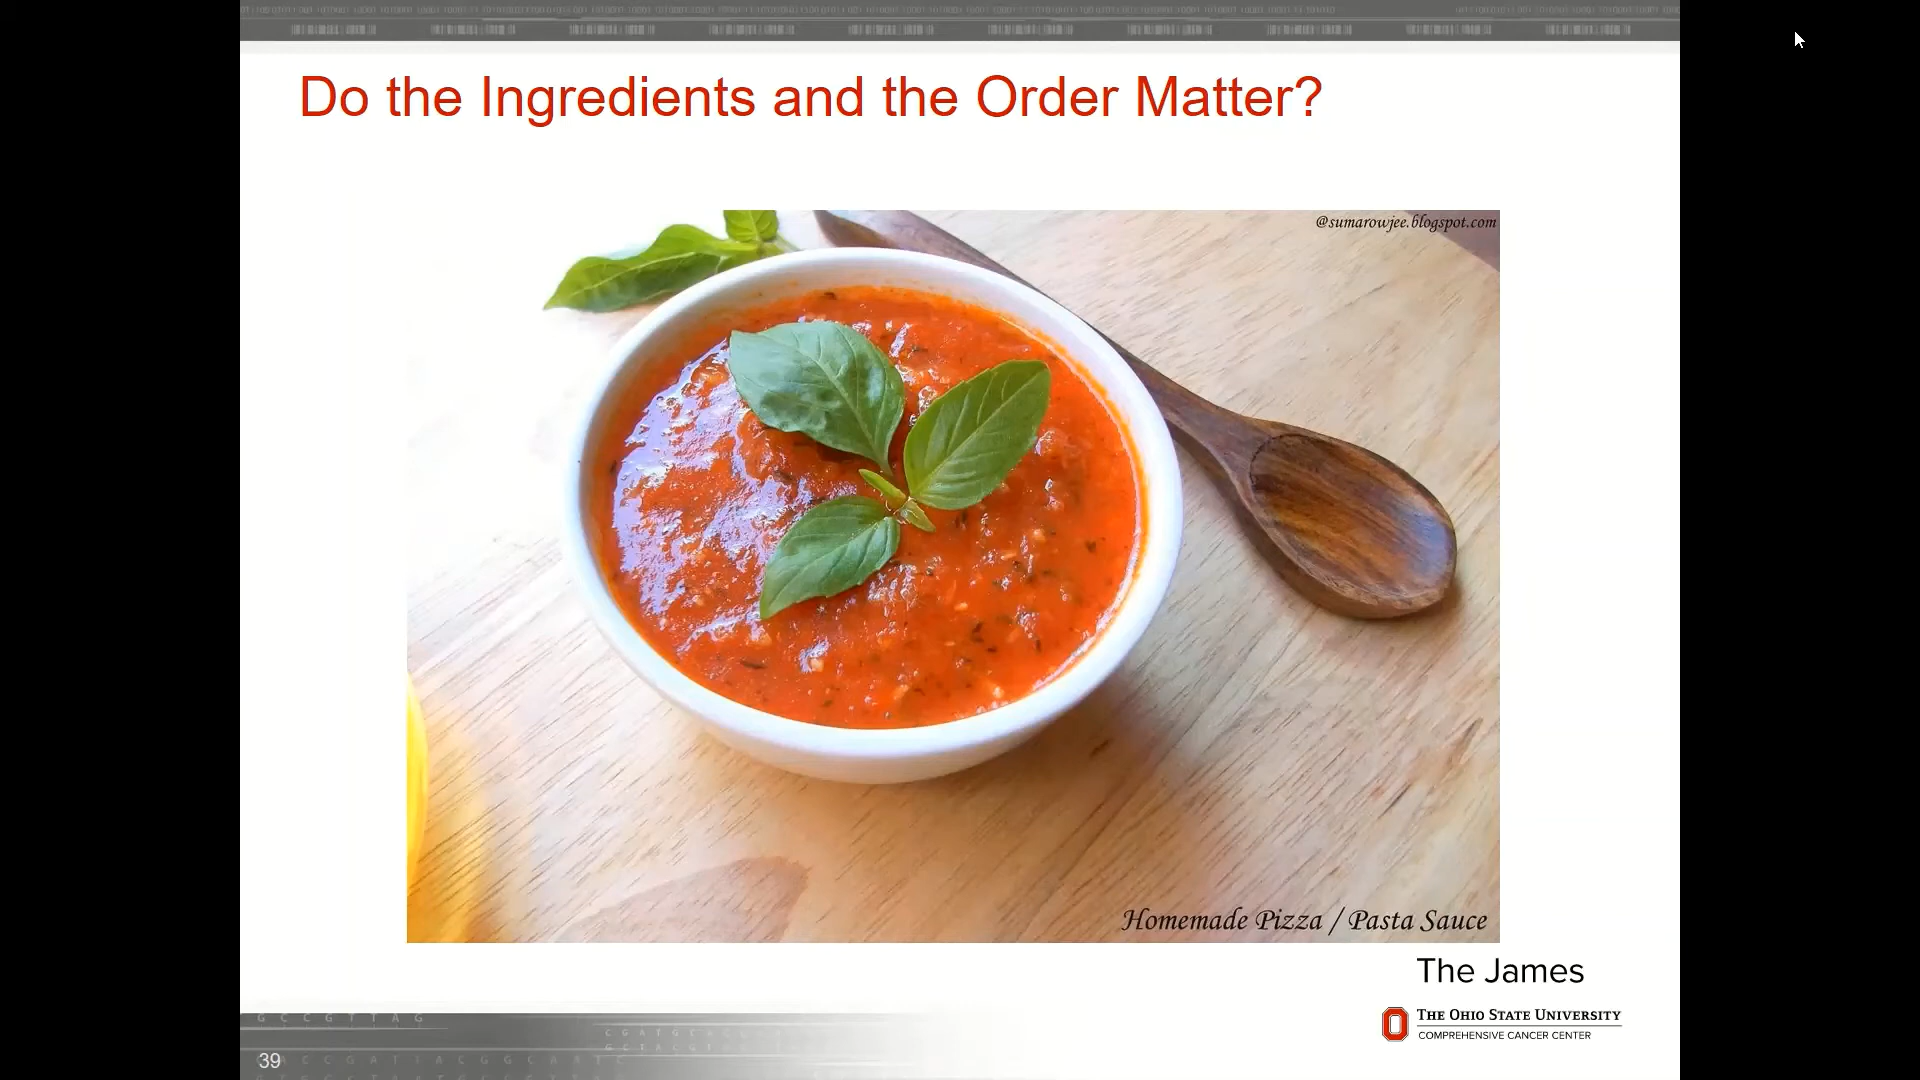 Do the Ingredients and the Order Matter?
@sumarowjee.blogspot.com
Homemade Pizza / Pasta Sauce
The James
THE OHIO STATE UNIVERSITY
COMPREHENSIVE CANCER CENTER
G C C G T T A G
39